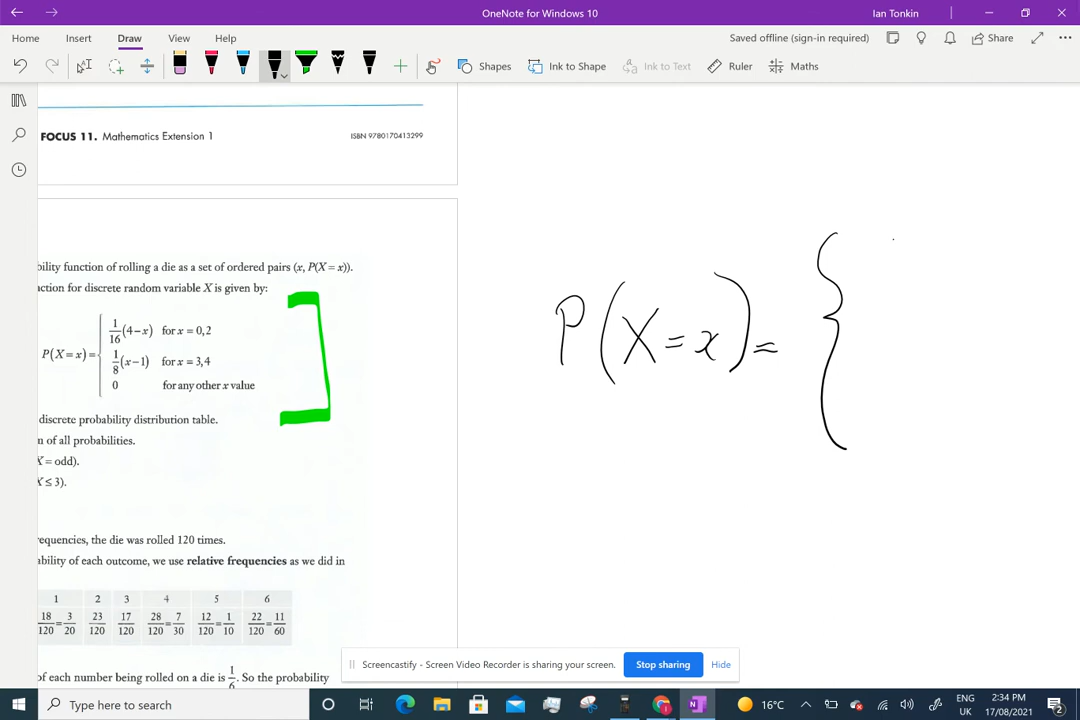 OneNote for Windows 10
Ian Tonkin
Home Insert Draw View Help
Saved offline (sign-in required)
Share
Shapes
Ink to Shape
Ink to Text
Ruler
Maths
FOCUS 11. Mathematics Extension 1
ISBN 9780170413299
bility function of rolling a die as a set of ordered pairs (x, P(X = x)).
nction for discrete random variable X is given by:
1/16 (4−x) for x = 0,2
P(X = x) = {
1/8 (x−1) for x = 3,4
0 for any other x value
P(X = x) = {
discrete probability distribution table.
m of all probabilities.
X = odd).
X ≤ 3).
requencies, the die was rolled 120 times.
ability of each outcome, we use relative frequencies as we did in
1 2 3 4 5 6
18/120 = 3/20 23/120 17/120 28/120 = 7/30 12/120 = 1/10 22/120 = 11/60
of each number being rolled on a die is 1/6. So the probability
Screencastify - Screen Video Recorder is sharing your screen.
Stop sharing
Hide
Type here to search
16°C
ENG
UK
2:34 PM
17/08/2021
2